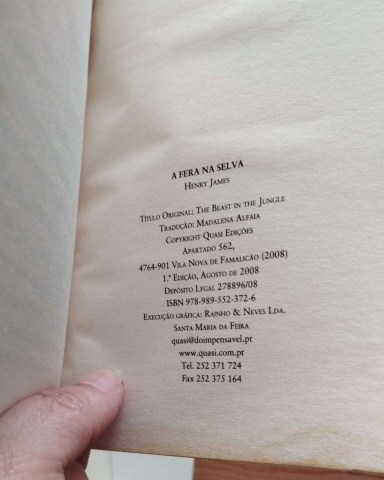 A FERA NA SELVA
HENRY JAMES
TÍTULO ORIGINAL: THE BEAST IN THE JUNGLE
TRADUÇÃO: MADALENA ALFAIA
COPYRIGHT QUASI EDIÇÕES
APARTADO 562,
4764-901 VILA NOVA DE FAMALICÃO (2008)
1.ª EDIÇÃO, AGOSTO DE 2008
DEPÓSITO LEGAL 278896/08
ISBN 978-989-552-372-6
EXECUÇÃO GRÁFICA: RAINHO & NEVES LDA.
SANTA MARIA DA FEIRA
quasi@doimpensavel.pt
www.quasi.com.pt
Tel. 252 371 724
Fax 252 375 164